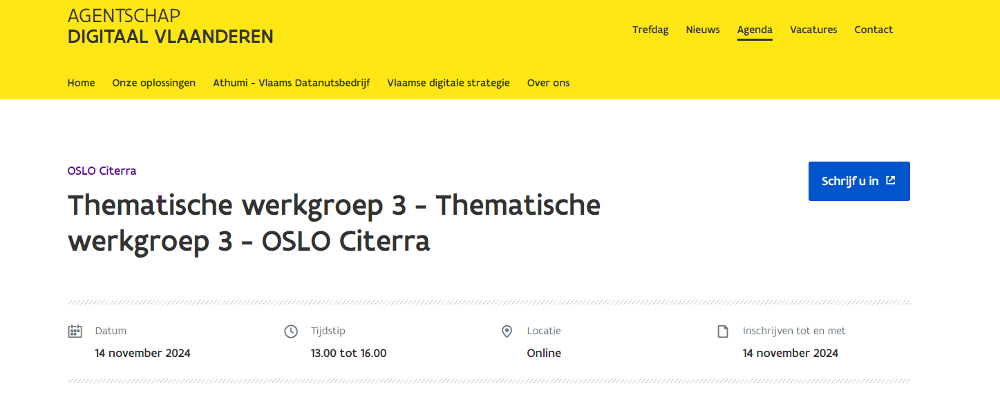 AGENTSCHAP
DIGITAAL VLAANDEREN
Trefdag Nieuws Agenda Vacatures Contact
Home Onze oplossingen Athumi - Vlaams Datanutsbedrijf Vlaamse digitale strategie Over ons
OSLO Citerra
Schrijf u in
Thematische werkgroep 3 - Thematische
werkgroep 3 - OSLO Citerra
Datum Tijdstip Locatie Inschrijven tot en met
14 november 2024 13.00 tot 16.00 Online 14 november 2024